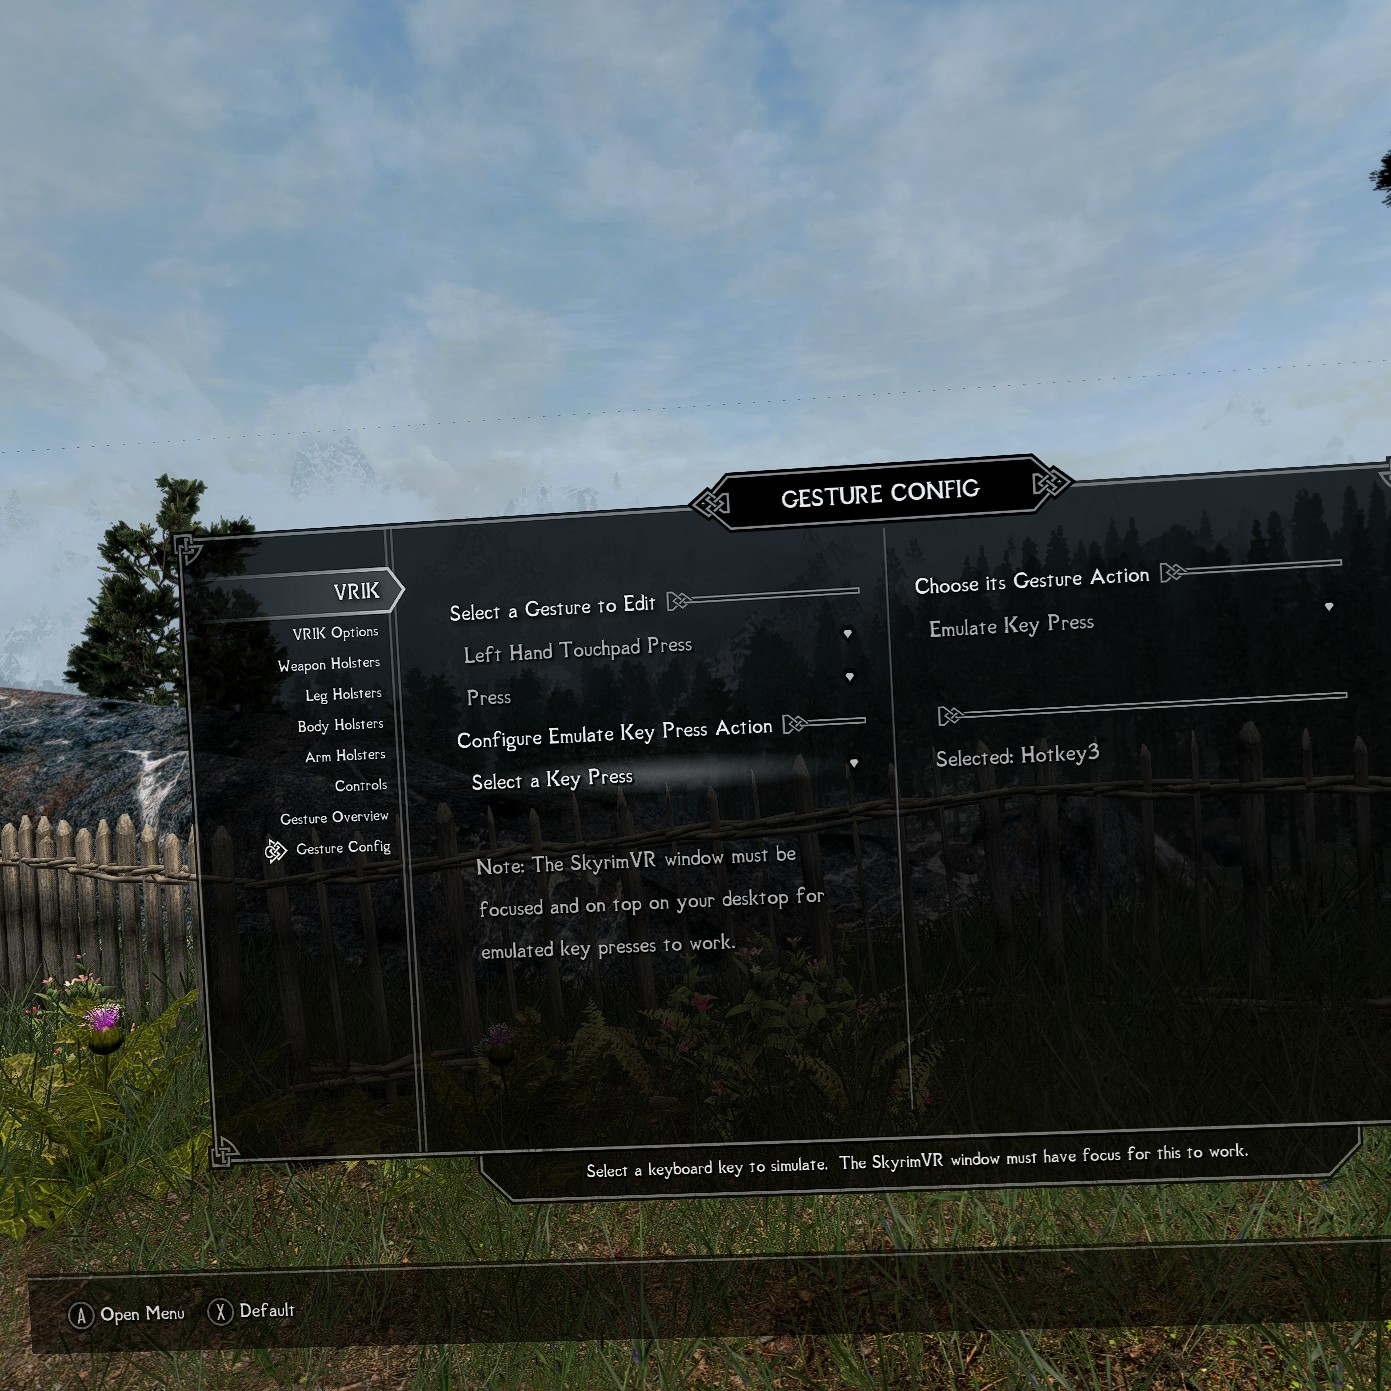 GESTURE CONFIG
VRIK
VRIK Options
Weapon Holsters
Leg Holsters
Body Holsters
Arm Holsters
Controls
Gesture Overview
Gesture Config
Select a Gesture to Edit
Left Hand Touchpad Press
Press
Configure Emulate Key Press Action
Select a Key Press
Note: The SkyrimVR window must be
focused and on top on your desktop for
emulated key presses to work.
Choose its Gesture Action
Emulate Key Press
Selected: Hotkey3
Select a keyboard key to simulate. The SkyrimVR window must have focus for this to work.
A Open Menu X Default